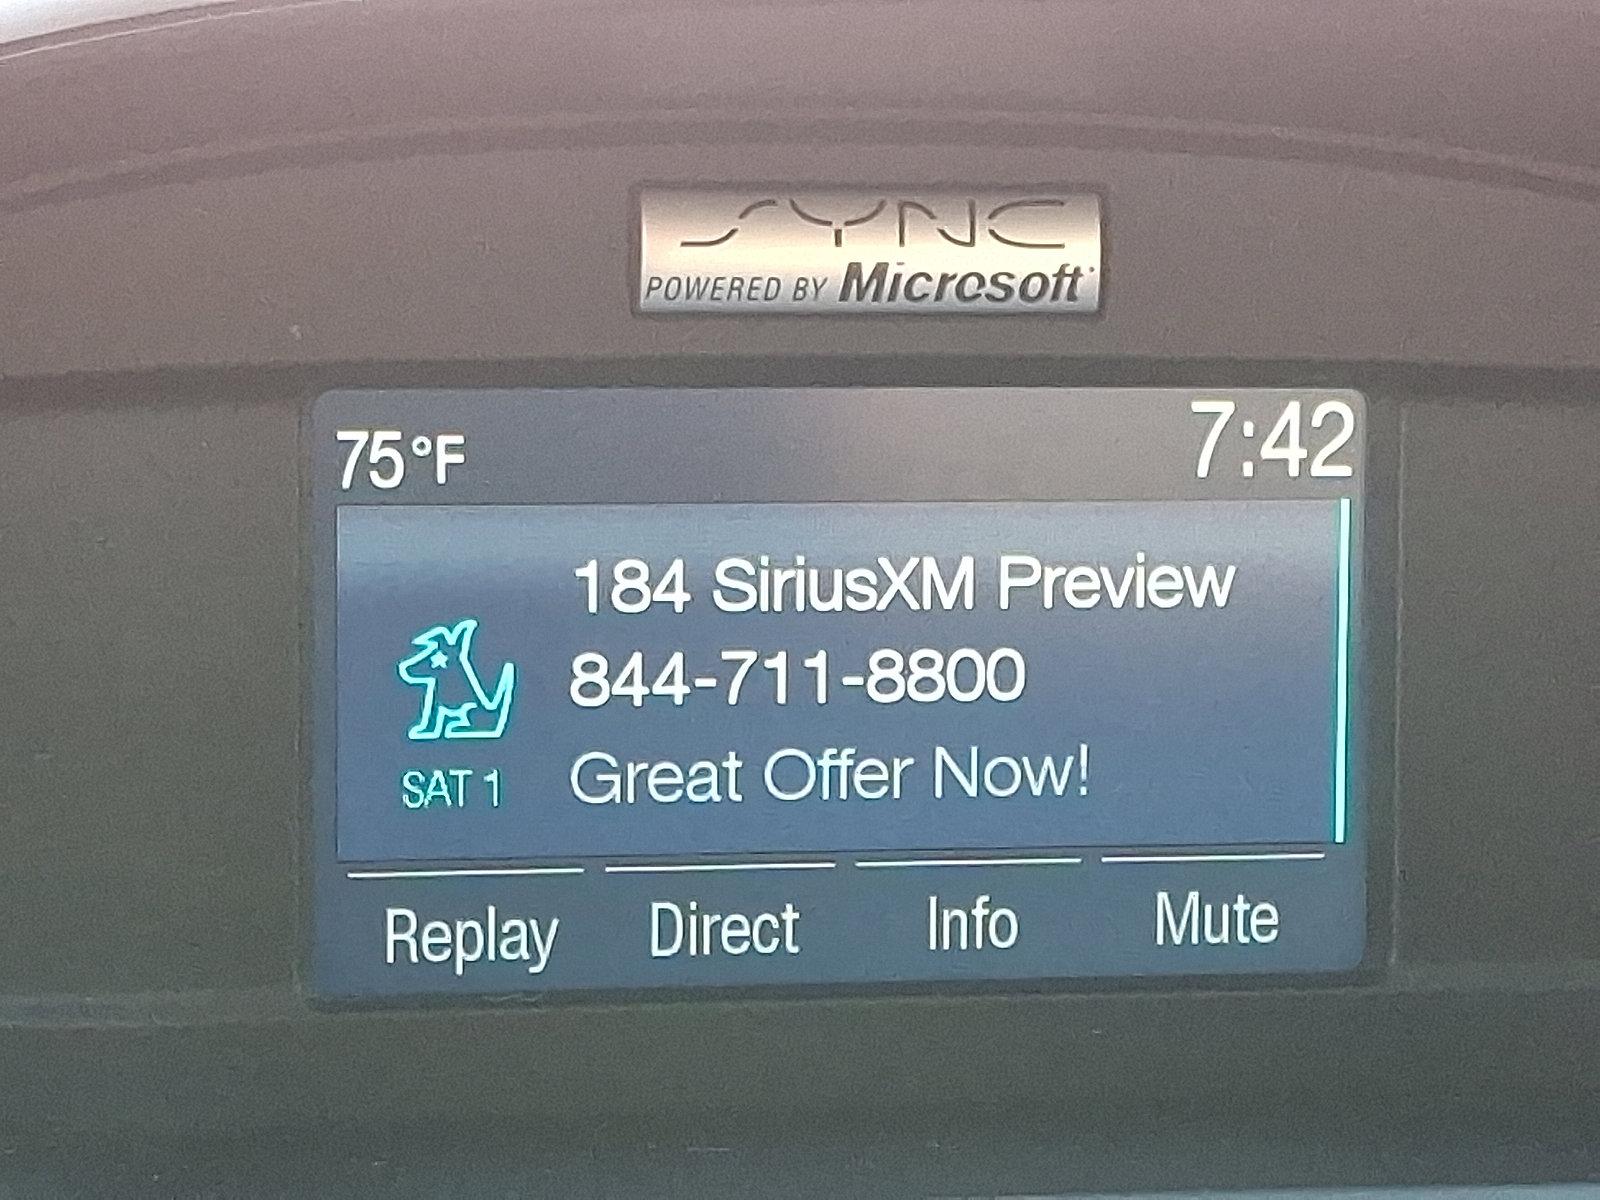 SYNC
POWERED BY Microsoft
75°F
7:42
184 SiriusXM Preview
844-711-8800
Great Offer Now!
SAT 1
Replay
Direct
Info
Mute